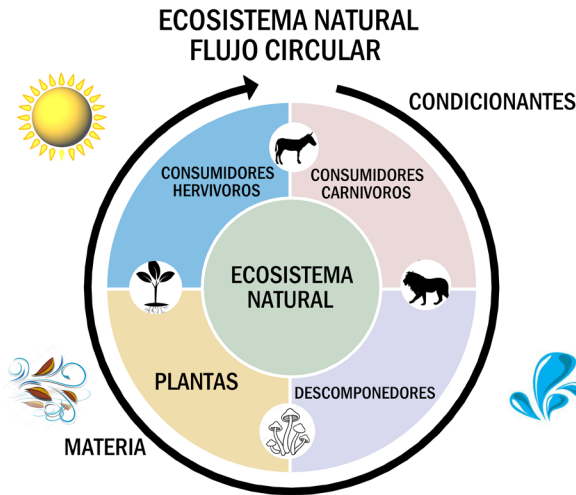 ECOSISTEMA NATURAL
FLUJO CIRCULAR
CONDICIONANTES
CONSUMIDORES
HERVIVOROS
CONSUMIDORES
CARNIVOROS
ECOSISTEMA
NATURAL
PLANTAS
DESCOMPONEDORES
MATERIA